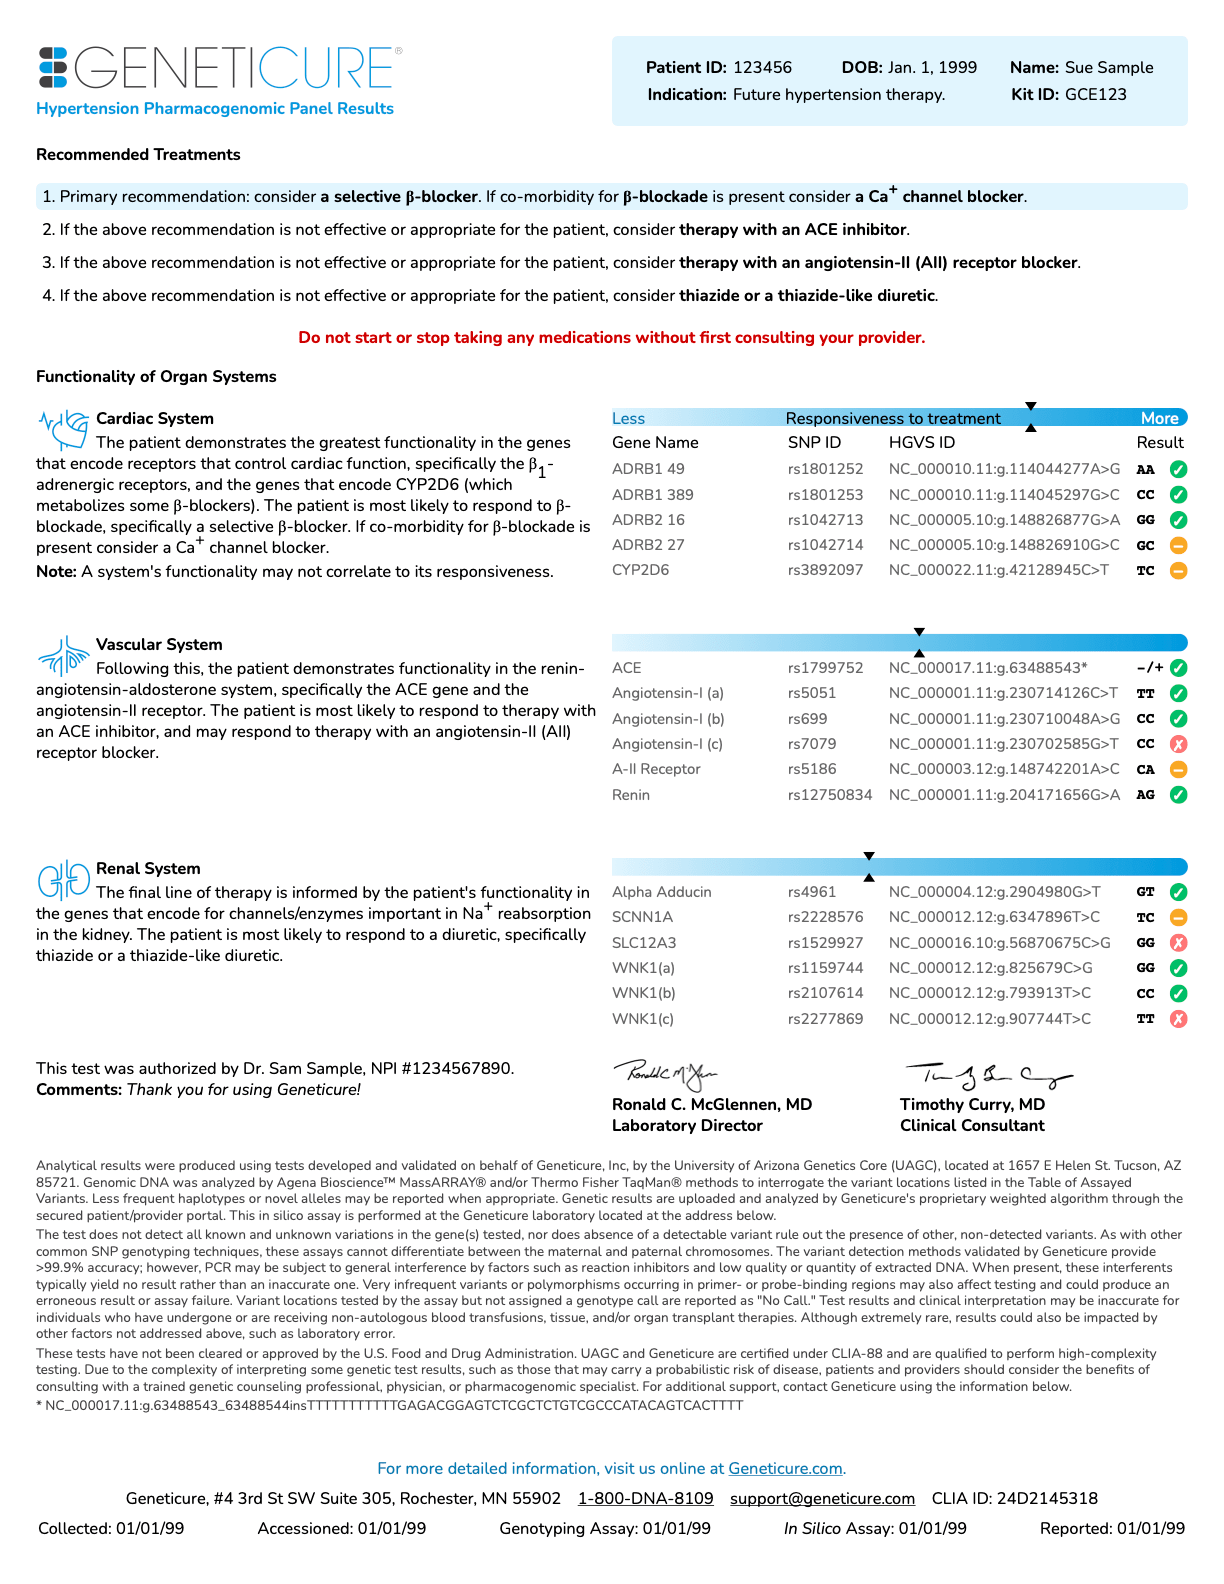 GENETICURE®
Hypertension Pharmacogenomic Panel Results
Patient ID: 123456 DOB: Jan. 1, 1999 Name: Sue Sample
Indication: Future hypertension therapy. Kit ID: GCE123
Recommended Treatments
1. Primary recommendation: consider a selective β-blocker. If co-morbidity for β-blockade is present consider a Ca+ channel blocker.
2. If the above recommendation is not effective or appropriate for the patient, consider therapy with an ACE inhibitor.
3. If the above recommendation is not effective or appropriate for the patient, consider therapy with an angiotensin-II (AII) receptor blocker.
4. If the above recommendation is not effective or appropriate for the patient, consider thiazide or a thiazide-like diuretic.
Do not start or stop taking any medications without first consulting your provider.
Functionality of Organ Systems
Cardiac System
The patient demonstrates the greatest functionality in the genes
that encode receptors that control cardiac function, specifically the β1-
adrenergic receptors, and the genes that encode CYP2D6 (which
metabolizes some β-blockers). The patient is most likely to respond to β-
blockade, specifically a selective β-blocker. If co-morbidity for β-blockade is
present consider a Ca+ channel blocker.
Note: A system's functionality may not correlate to its responsiveness.
Less Responsiveness to treatment More
Gene Name SNP ID HGVS ID Result
ADRB1 49 rs1801252 NC_000010.11:g.114044277A>G AA
ADRB1 389 rs1801253 NC_000010.11:g.114045297G>C CC
ADRB2 16 rs1042713 NC_000005.10:g.148826877G>A GG
ADRB2 27 rs1042714 NC_000005.10:g.148826910G>C GC
CYP2D6 rs3892097 NC_000022.11:g.42128945C>T TC
Vascular System
Following this, the patient demonstrates functionality in the renin-
angiotensin-aldosterone system, specifically the ACE gene and the
angiotensin-II receptor. The patient is most likely to respond to therapy with
an ACE inhibitor, and may respond to therapy with an angiotensin-II (AII)
receptor blocker.
ACE rs1799752 NC_000017.11:g.63488543* -/+
Angiotensin-I (a) rs5051 NC_000001.11:g.230714126C>T TT
Angiotensin-I (b) rs699 NC_000001.11:g.230710048A>G CC
Angiotensin-I (c) rs7079 NC_000001.11:g.230702585G>T CC
A-II Receptor rs5186 NC_000003.12:g.148742201A>C CA
Renin rs12750834 NC_000001.11:g.204171656G>A AG
Renal System
The final line of therapy is informed by the patient's functionality in
the genes that encode for channels/enzymes important in Na+ reabsorption
in the kidney. The patient is most likely to respond to a diuretic, specifically
thiazide or a thiazide-like diuretic.
Alpha Adducin rs4961 NC_000004.12:g.2904980G>T GT
SCNN1A rs2228576 NC_000012.12:g.6347896T>C TC
SLC12A3 rs1529927 NC_000016.10:g.56870675C>G GG
WNK1(a) rs1159744 NC_000012.12:g.825679C>G GG
WNK1(b) rs2107614 NC_000012.12:g.793913T>C CC
WNK1(c) rs2277869 NC_000012.12:g.907744T>C TT
This test was authorized by Dr. Sam Sample, NPI #1234567890.
Comments: Thank you for using Geneticure!
Ronald C. McGlennen, MD
Laboratory Director
Timothy Curry, MD
Clinical Consultant
Analytical results were produced using tests developed and validated on behalf of Geneticure, Inc, by the University of Arizona Genetics Core (UAGC), located at 1657 E Helen St. Tucson, AZ
85721. Genomic DNA was analyzed by Agena Bioscience™ MassARRAY® and/or Thermo Fisher TaqMan® methods to interrogate the variant locations listed in the Table of Assayed
Variants. Less frequent haplotypes or novel alleles may be reported when appropriate. Genetic results are uploaded and analyzed by Geneticure's proprietary weighted algorithm through the
secured patient/provider portal. This in silico assay is performed at the Geneticure laboratory located at the address below.
The test does not detect all known and unknown variations in the gene(s) tested, nor does absence of a detectable variant rule out the presence of other, non-detected variants. As with other
common SNP genotyping techniques, these assays cannot differentiate between the maternal and paternal chromosomes. The variant detection methods validated by Geneticure provide
>99.9% accuracy; however, PCR may be subject to general interference by factors such as reaction inhibitors and low quality or quantity of extracted DNA. When present, these interferents
typically yield no result rather than an inaccurate one. Very infrequent variants or polymorphisms occurring in primer- or probe-binding regions may also affect testing and could produce an
erroneous result or assay failure. Variant locations tested by the assay but not assigned a genotype call are reported as "No Call." Test results and clinical interpretation may be inaccurate for
individuals who have undergone or are receiving non-autologous blood transfusions, tissue, and/or organ transplant therapies. Although extremely rare, results could also be impacted by
other factors not addressed above, such as laboratory error.
These tests have not been cleared or approved by the U.S. Food and Drug Administration. UAGC and Geneticure are certified under CLIA-88 and are qualified to perform high-complexity
testing. Due to the complexity of interpreting some genetic test results, such as those that may carry a probabilistic risk of disease, patients and providers should consider the benefits of
consulting with a trained genetic counseling professional, physician, or pharmacogenomic specialist. For additional support, contact Geneticure using the information below.
* NC_000017.11:g.63488543_63488544insTTTTTTTTTTTGAGACGGAGTCTCGCTCTGTCGCCCATACAGTCACTTTT
For more detailed information, visit us online at Geneticure.com.
Geneticure, #4 3rd St SW Suite 305, Rochester, MN 55902 1-800-DNA-8109 support@geneticure.com CLIA ID: 24D2145318
Collected: 01/01/99 Accessioned: 01/01/99 Genotyping Assay: 01/01/99 In Silico Assay: 01/01/99 Reported: 01/01/99